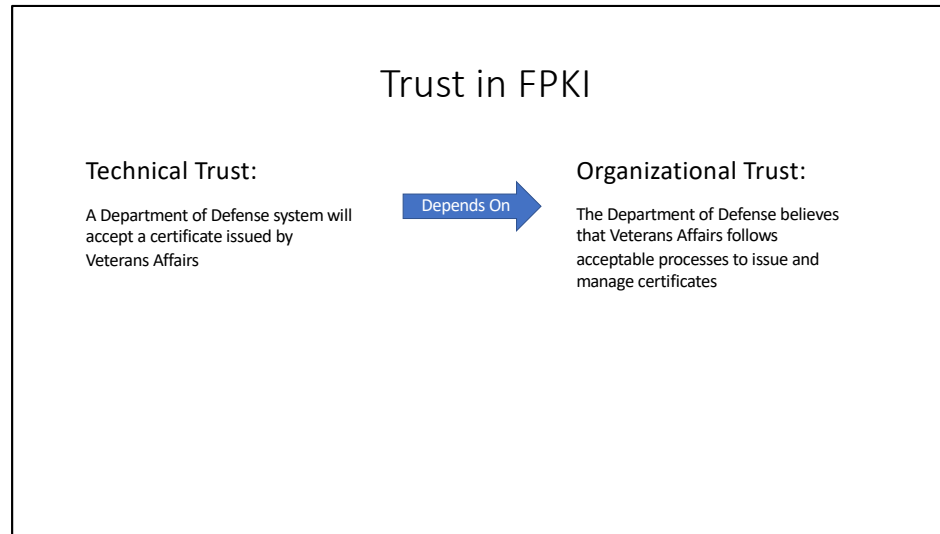 Trust in FPKI
Technical Trust:
A Department of Defense system will
accept a certificate issued by
Veterans Affairs
Depends On
Organizational Trust:
The Department of Defense believes
that Veterans Affairs follows
acceptable processes to issue and
manage certificates